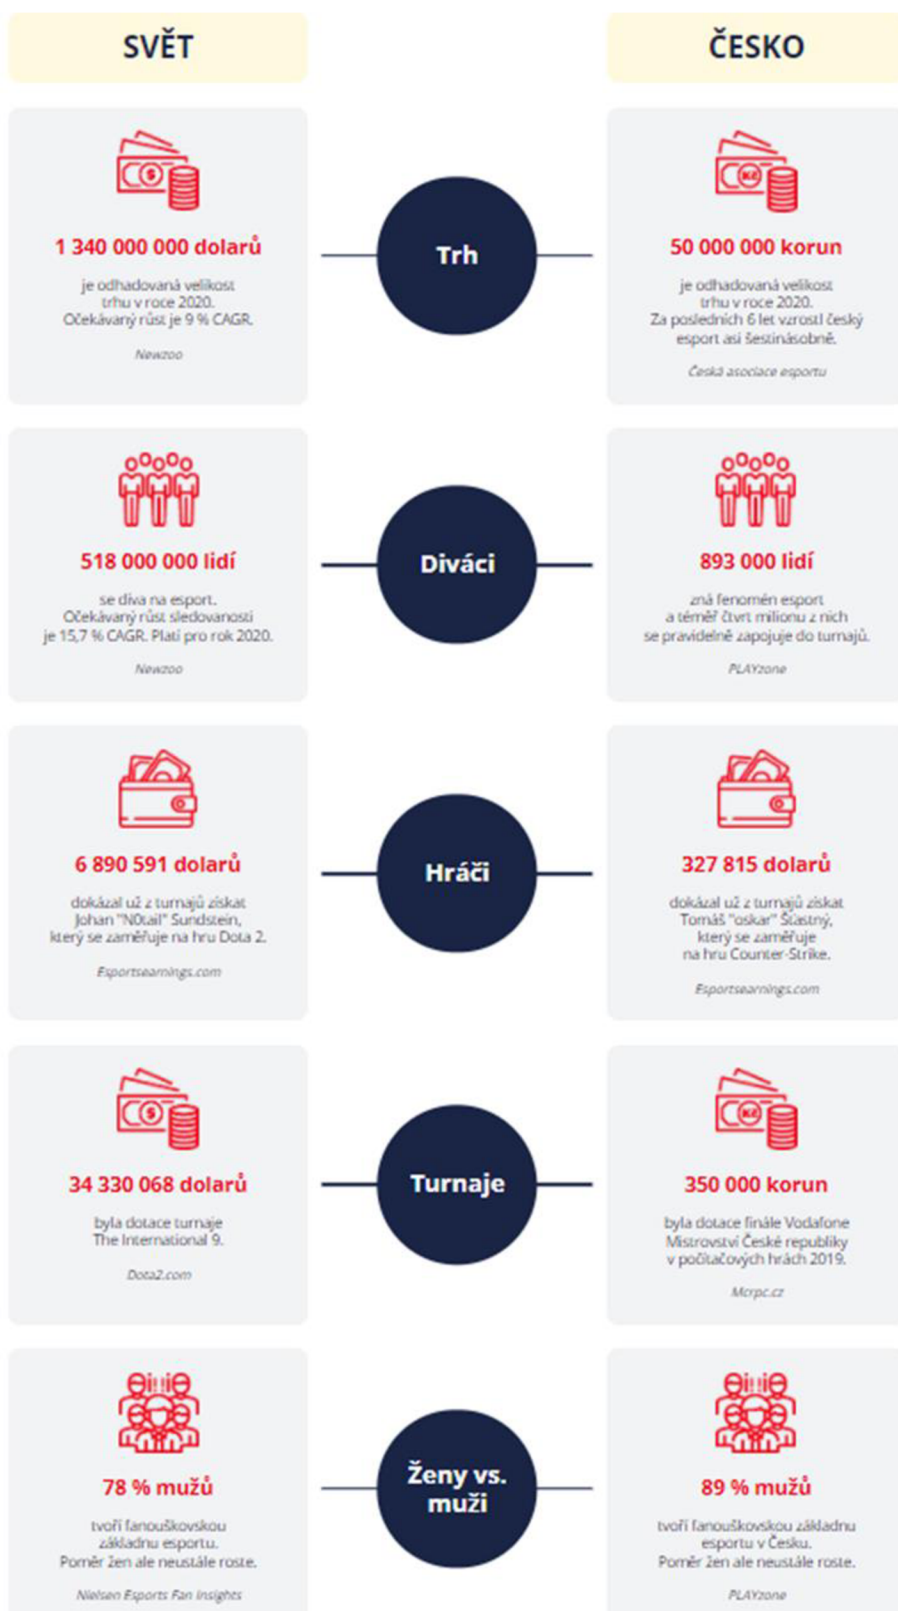 SVĚT
ČESKO
1 340 000 000 dolarů
je odhadovaná velikost
trhu v roce 2020.
Očekávaný růst je 9 % CAGR.
Newzoo
Trh
50 000 000 korun
je odhadovaná velikost
trhu v roce 2020.
Za posledních 6 let vzrostl český
esport asi šestinásobně.
Česká asociace esportu
518 000 000 lidí
se dívá na esport.
Očekávaný růst sledovanosti
je 15,7 % CAGR. Platí pro rok 2020.
Newzoo
Diváci
893 000 lidí
zná fenomén esport
a téměř čtvrt milionu z nich
se pravidelně zapojuje do turnajů.
PLAYzone
6 890 591 dolarů
dokázal už z turnajů získat
Johan "N0tail" Sundstein,
který se zaměřuje na hru Dota 2.
Esportsearnings.com
Hráči
327 815 dolarů
dokázal už z turnajů získat
Tomáš "oskar" Šťastný,
který se zaměřuje
na hru Counter-Strike.
Esportsearnings.com
34 330 068 dolarů
byla dotace turnaje
The International 9.
Dota2.com
Turnaje
350 000 korun
byla dotace finále Vodafone
Mistrovství České republiky
v počítačových hrách 2019.
Mcrpc.cz
78 % mužů
tvoří fanouškovskou
základnu esportu.
Poměr žen ale neustále roste.
Nielsen Esports Fan Insights
Ženy vs.
muži
89 % mužů
tvoří fanouškovskou základnu
esportu v Česku.
Poměr žen ale neustále roste.
PLAYzone